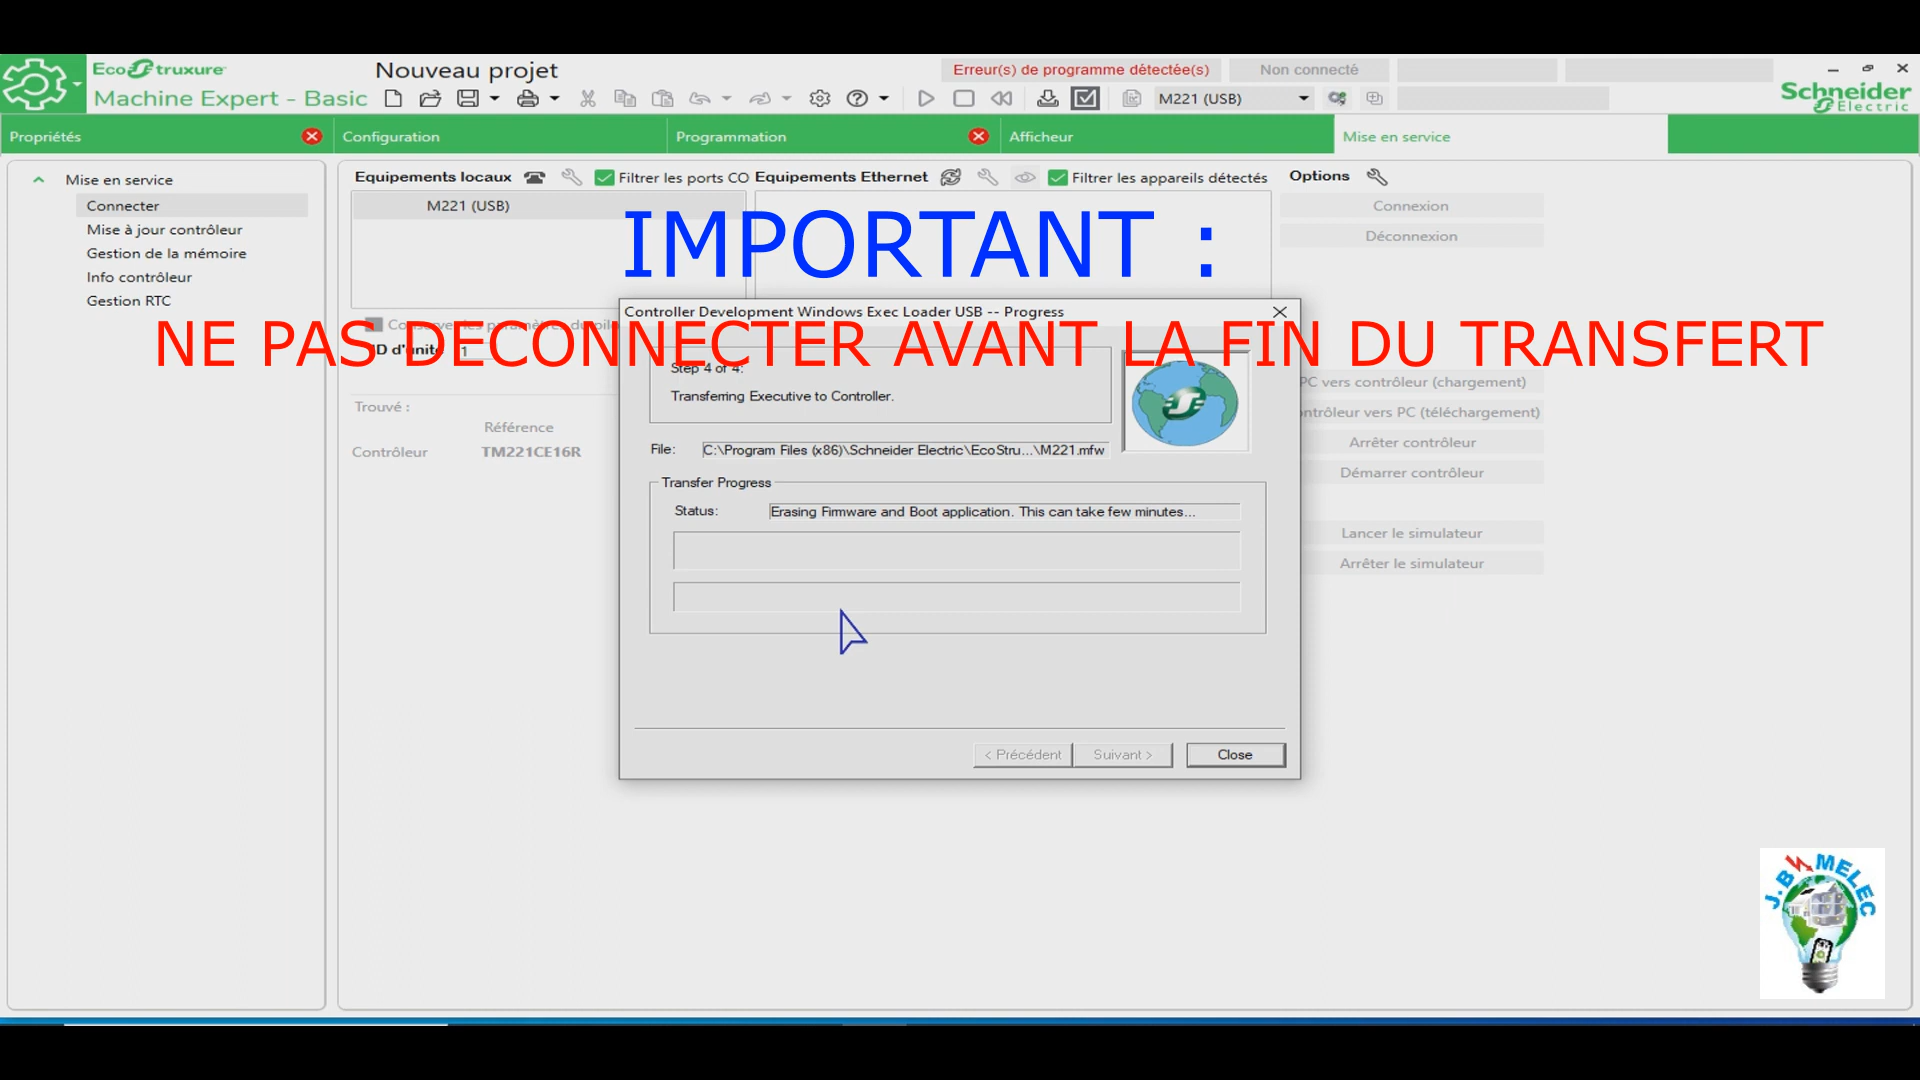 EcoStruxure
Nouveau projet
Erreur(s) de programme détectée(s)
Non connecté
Machine Expert - Basic
M221 (USB)
Schneider
Electric
Propriétés
Configuration
Programmation
Afficheur
Mise en service
Mise en service
Connecter
Mise à jour contrôleur
Gestion de la mémoire
Info contrôleur
Gestion RTC
Equipements locaux
Filtrer les ports CO
Equipements Ethernet
Filtrer les appareils détectés
Options
M221 (USB)
Connexion
Déconnexion
IMPORTANT :
Controller Development Windows Exec Loader USB -- Progress
NE PAS DECONNECTER AVANT LA FIN DU TRANSFERT
ID d'unité
1
Step 4 of 4:
Transferring Executive to Controller.
PC vers contrôleur (chargement)
ntrôleur vers PC (téléchargement)
Arrêter contrôleur
Démarrer contrôleur
Lancer le simulateur
Arrêter le simulateur
Trouvé :
Référence
Contrôleur
TM221CE16R
File:
C:\Program Files (x86)\Schneider Electric\EcoStru...\M221.mfw
Transfer Progress
Status:
Erasing Firmware and Boot application. This can take few minutes...
< Précédent
Suivant >
Close
J.B MELEC